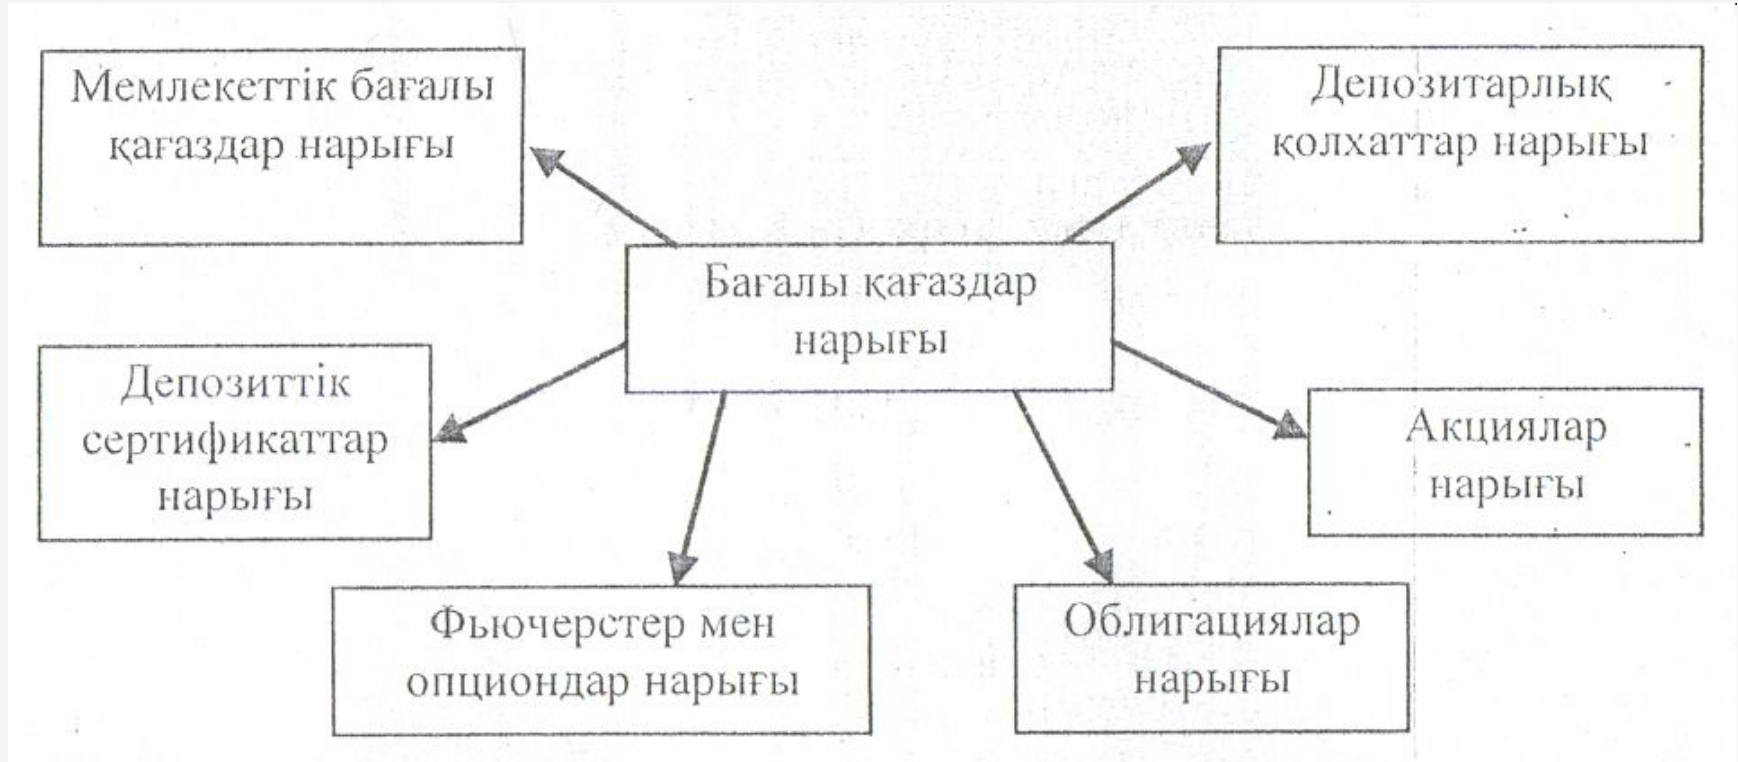 Мемлекеттік бағалы
қағаздар нарығы
Депозитарлық
қолхаттар нарығы
Бағалы қағаздар
нарығы
Депозиттік
сертификаттар
нарығы
Акциялар
нарығы
Фьючерстер мен
опциондар нарығы
Облигациялар
нарығы